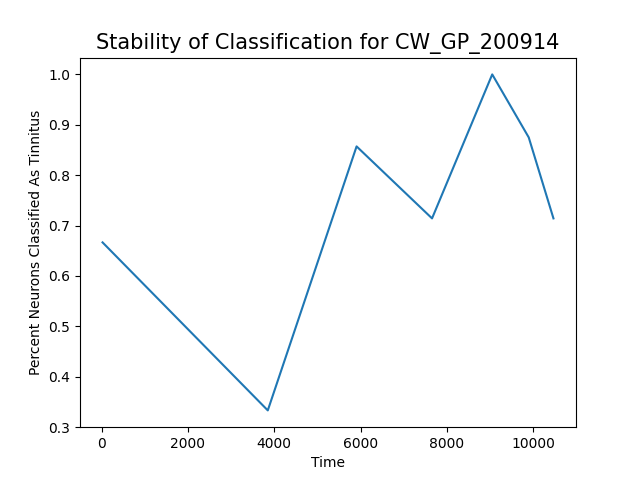 Stability of Classification for CW_GP_200914
Percent Neurons Classified As Tinnitus
1.0
0.9
0.8
0.7
0.6
0.5
0.4
0.3
0 2000 4000 6000 8000 10000
Time